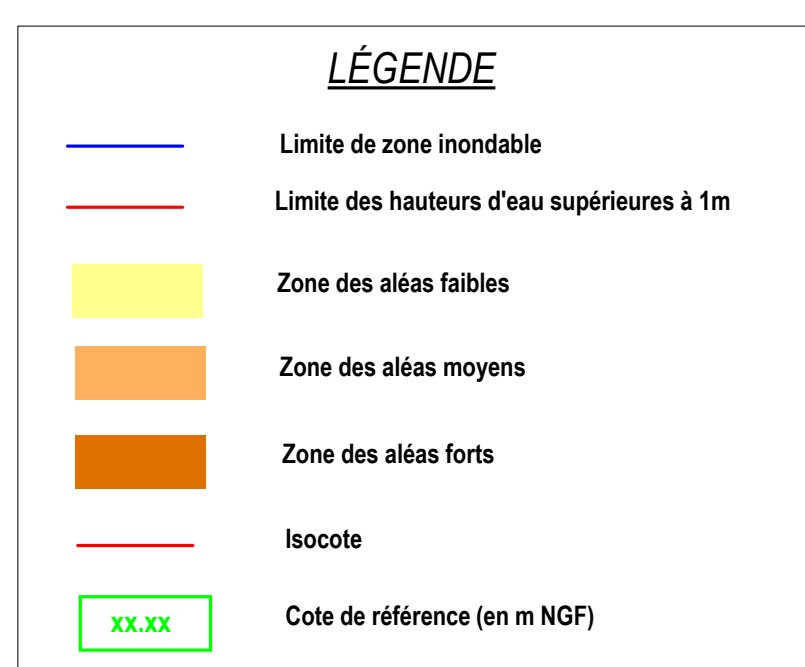 LÉGENDE
Limite de zone inondable
Limite des hauteurs d'eau supérieures à 1m
Zone des aléas faibles
Zone des aléas moyens
Zone des aléas forts
Isocote
xx.xx Cote de référence (en m NGF)